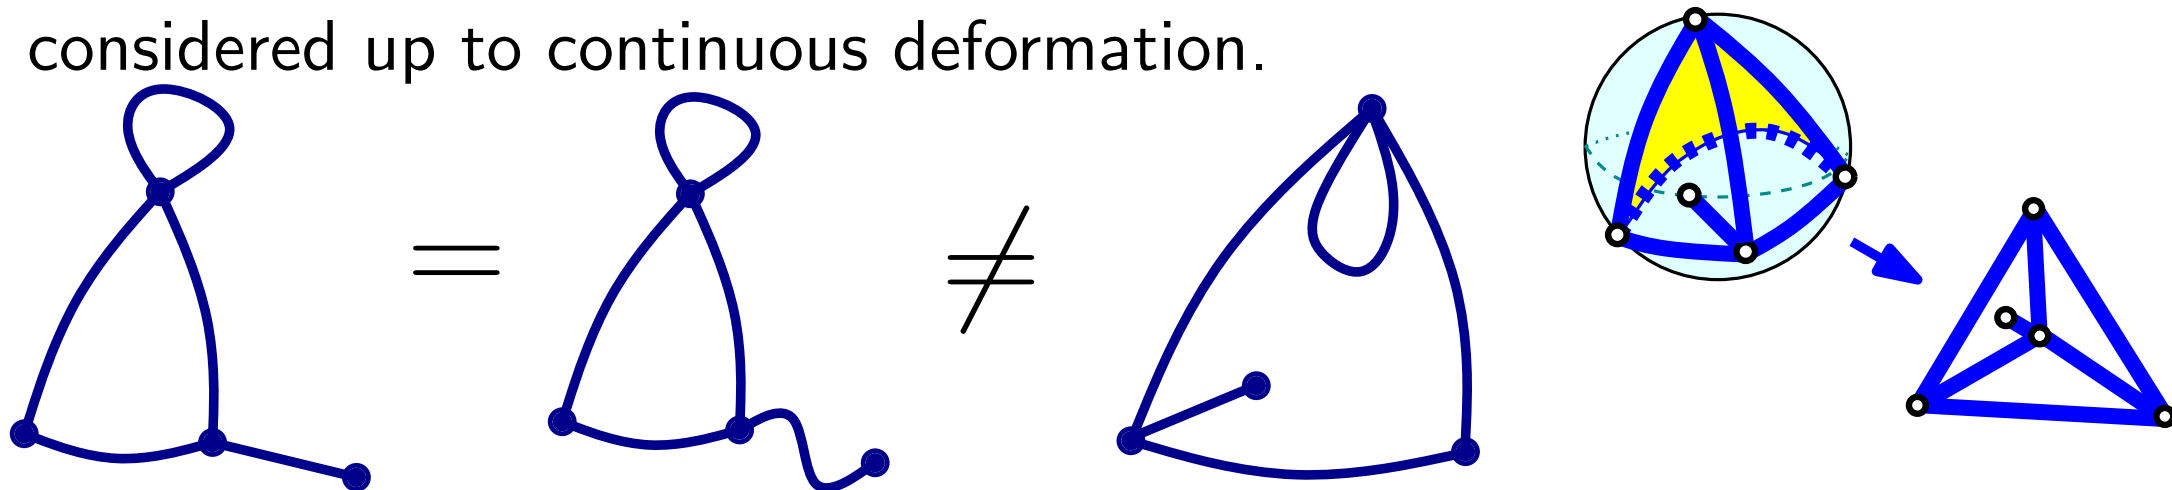 considered up to continuous deformation.
= ≠